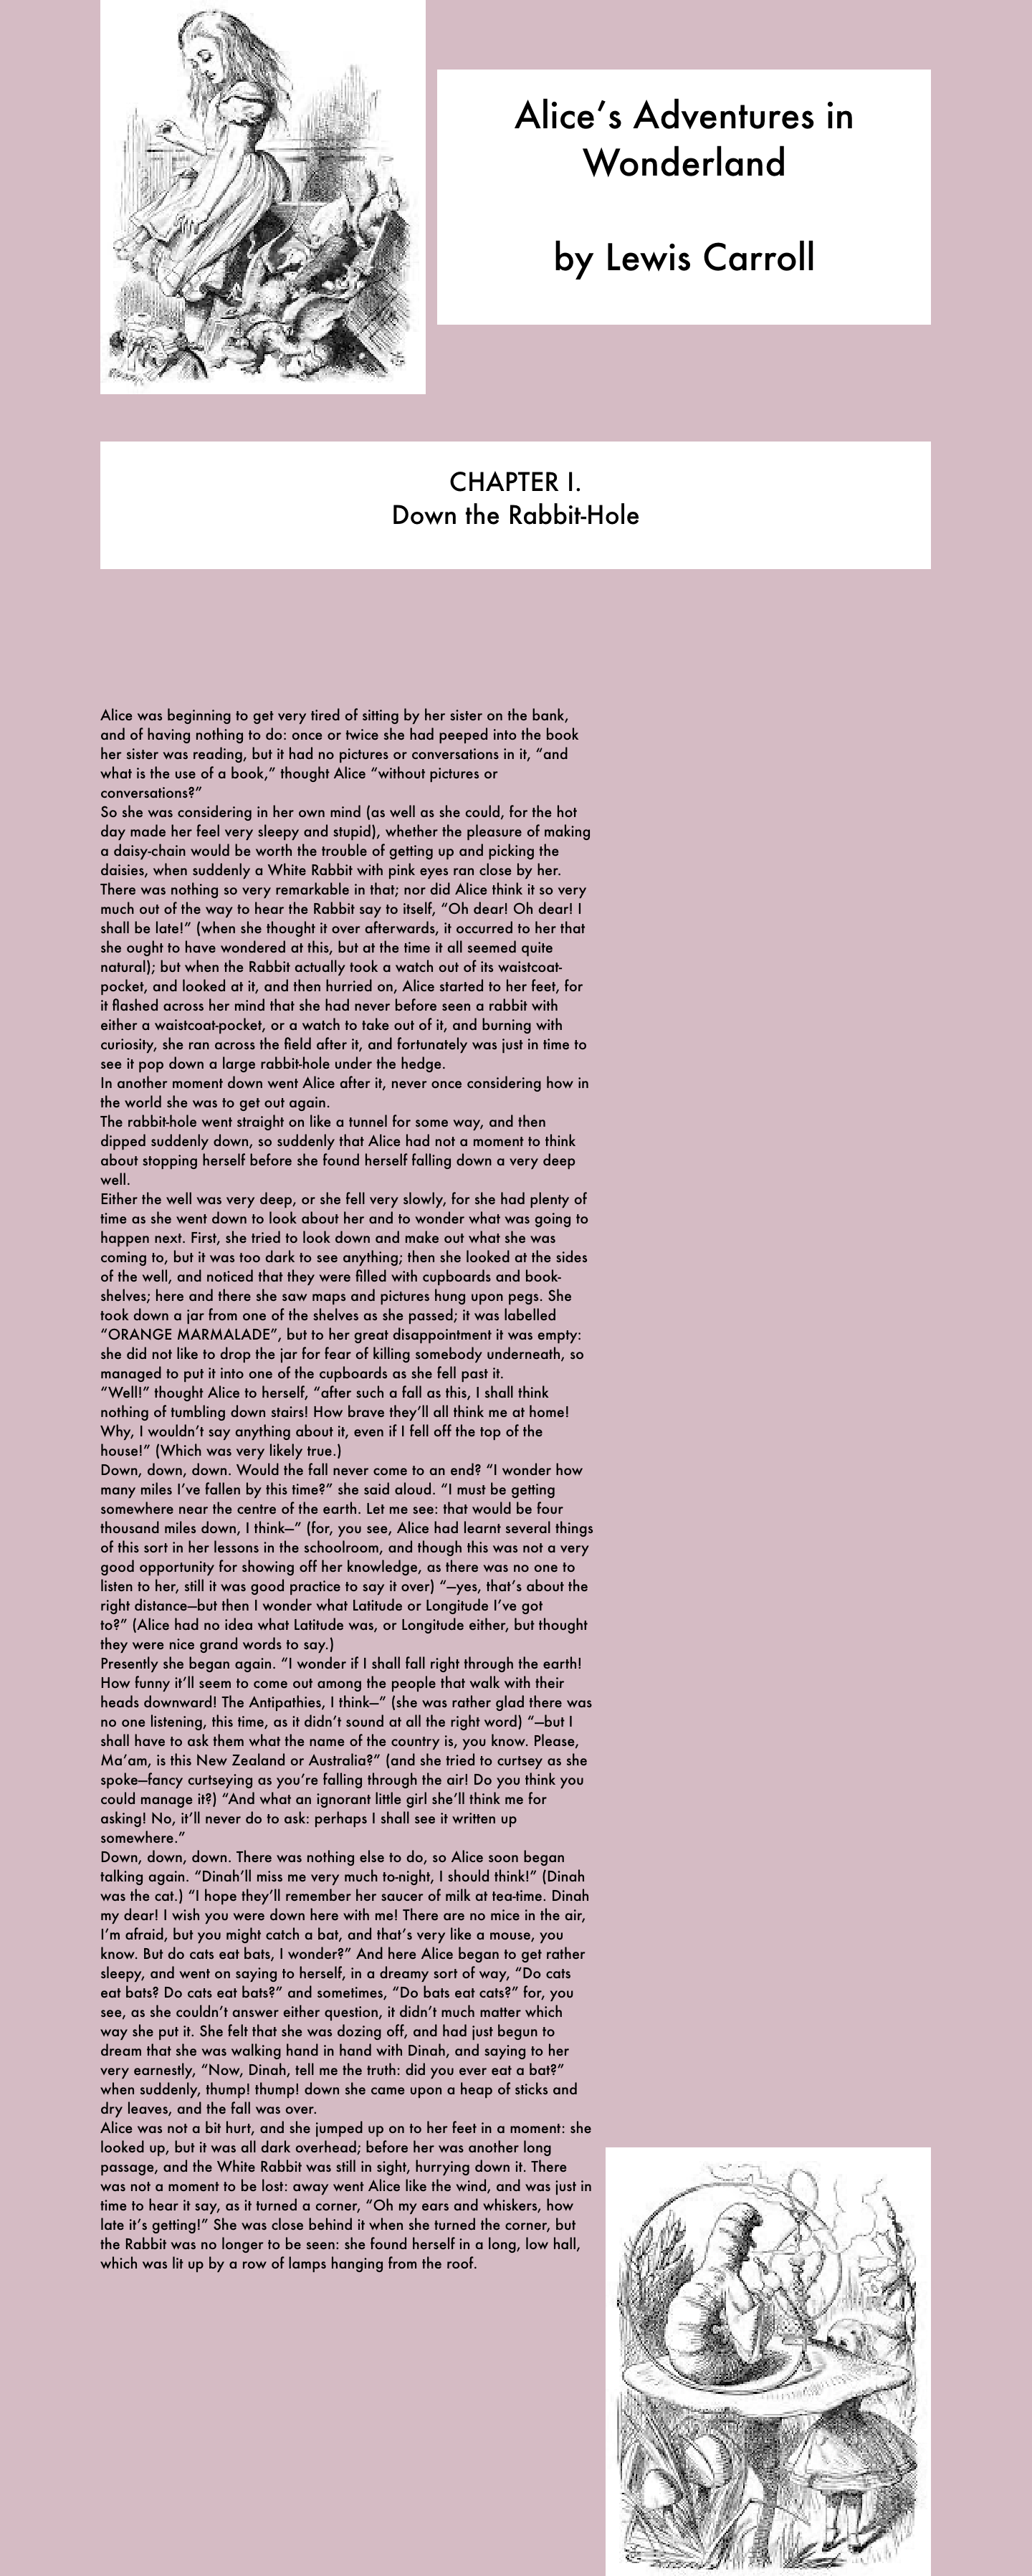 Alice’s Adventures in
Wonderland
by Lewis Carroll
CHAPTER I.
Down the Rabbit-Hole
Alice was beginning to get very tired of sitting by her sister on the bank,
and of having nothing to do: once or twice she had peeped into the book
her sister was reading, but it had no pictures or conversations in it, “and
what is the use of a book,” thought Alice “without pictures or
conversations?”
So she was considering in her own mind (as well as she could, for the hot
day made her feel very sleepy and stupid), whether the pleasure of making
a daisy-chain would be worth the trouble of getting up and picking the
daisies, when suddenly a White Rabbit with pink eyes ran close by her.
There was nothing so very remarkable in that; nor did Alice think it so very
much out of the way to hear the Rabbit say to itself, “Oh dear! Oh dear! I
shall be late!” (when she thought it over afterwards, it occurred to her that
she ought to have wondered at this, but at the time it all seemed quite
natural); but when the Rabbit actually took a watch out of its waistcoat-
pocket, and looked at it, and then hurried on, Alice started to her feet, for
it flashed across her mind that she had never before seen a rabbit with
either a waistcoat-pocket, or a watch to take out of it, and burning with
curiosity, she ran across the field after it, and fortunately was just in time to
see it pop down a large rabbit-hole under the hedge.
In another moment down went Alice after it, never once considering how in
the world she was to get out again.
The rabbit-hole went straight on like a tunnel for some way, and then
dipped suddenly down, so suddenly that Alice had not a moment to think
about stopping herself before she found herself falling down a very deep
well.
Either the well was very deep, or she fell very slowly, for she had plenty of
time as she went down to look about her and to wonder what was going to
happen next. First, she tried to look down and make out what she was
coming to, but it was too dark to see anything; then she looked at the sides
of the well, and noticed that they were filled with cupboards and book-
shelves; here and there she saw maps and pictures hung upon pegs. She
took down a jar from one of the shelves as she passed; it was labelled
“ORANGE MARMALADE”, but to her great disappointment it was empty:
she did not like to drop the jar for fear of killing somebody underneath, so
managed to put it into one of the cupboards as she fell past it.
“Well!” thought Alice to herself, “after such a fall as this, I shall think
nothing of tumbling down stairs! How brave they’ll all think me at home!
Why, I wouldn’t say anything about it, even if I fell off the top of the
house!” (Which was very likely true.)
Down, down, down. Would the fall never come to an end? “I wonder how
many miles I’ve fallen by this time?” she said aloud. “I must be getting
somewhere near the centre of the earth. Let me see: that would be four
thousand miles down, I think—” (for, you see, Alice had learnt several things
of this sort in her lessons in the schoolroom, and though this was not a very
good opportunity for showing off her knowledge, as there was no one to
listen to her, still it was good practice to say it over) “—yes, that’s about the
right distance—but then I wonder what Latitude or Longitude I’ve got
to?” (Alice had no idea what Latitude was, or Longitude either, but thought
they were nice grand words to say.)
Presently she began again. “I wonder if I shall fall right through the earth!
How funny it’ll seem to come out among the people that walk with their
heads downward! The Antipathies, I think—” (she was rather glad there was
no one listening, this time, as it didn’t sound at all the right word) “—but I
shall have to ask them what the name of the country is, you know. Please,
Ma’am, is this New Zealand or Australia?” (and she tried to curtsey as she
spoke—fancy curtseying as you’re falling through the air! Do you think you
could manage it?) “And what an ignorant little girl she’ll think me for
asking! No, it’ll never do to ask: perhaps I shall see it written up
somewhere.”
Down, down, down. There was nothing else to do, so Alice soon began
talking again. “Dinah’ll miss me very much to-night, I should think!” (Dinah
was the cat.) “I hope they’ll remember her saucer of milk at tea-time. Dinah
my dear! I wish you were down here with me! There are no mice in the air,
I’m afraid, but you might catch a bat, and that’s very like a mouse, you
know. But do cats eat bats, I wonder?” And here Alice began to get rather
sleepy, and went on saying to herself, in a dreamy sort of way, “Do cats
eat bats? Do cats eat bats?” and sometimes, “Do bats eat cats?” for, you
see, as she couldn’t answer either question, it didn’t much matter which
way she put it. She felt that she was dozing off, and had just begun to
dream that she was walking hand in hand with Dinah, and saying to her
very earnestly, “Now, Dinah, tell me the truth: did you ever eat a bat?”
when suddenly, thump! thump! down she came upon a heap of sticks and
dry leaves, and the fall was over.
Alice was not a bit hurt, and she jumped up on to her feet in a moment: she
looked up, but it was all dark overhead; before her was another long
passage, and the White Rabbit was still in sight, hurrying down it. There
was not a moment to be lost: away went Alice like the wind, and was just in
time to hear it say, as it turned a corner, “Oh my ears and whiskers, how
late it’s getting!” She was close behind it when she turned the corner, but
the Rabbit was no longer to be seen: she found herself in a long, low hall,
which was lit up by a row of lamps hanging from the roof.